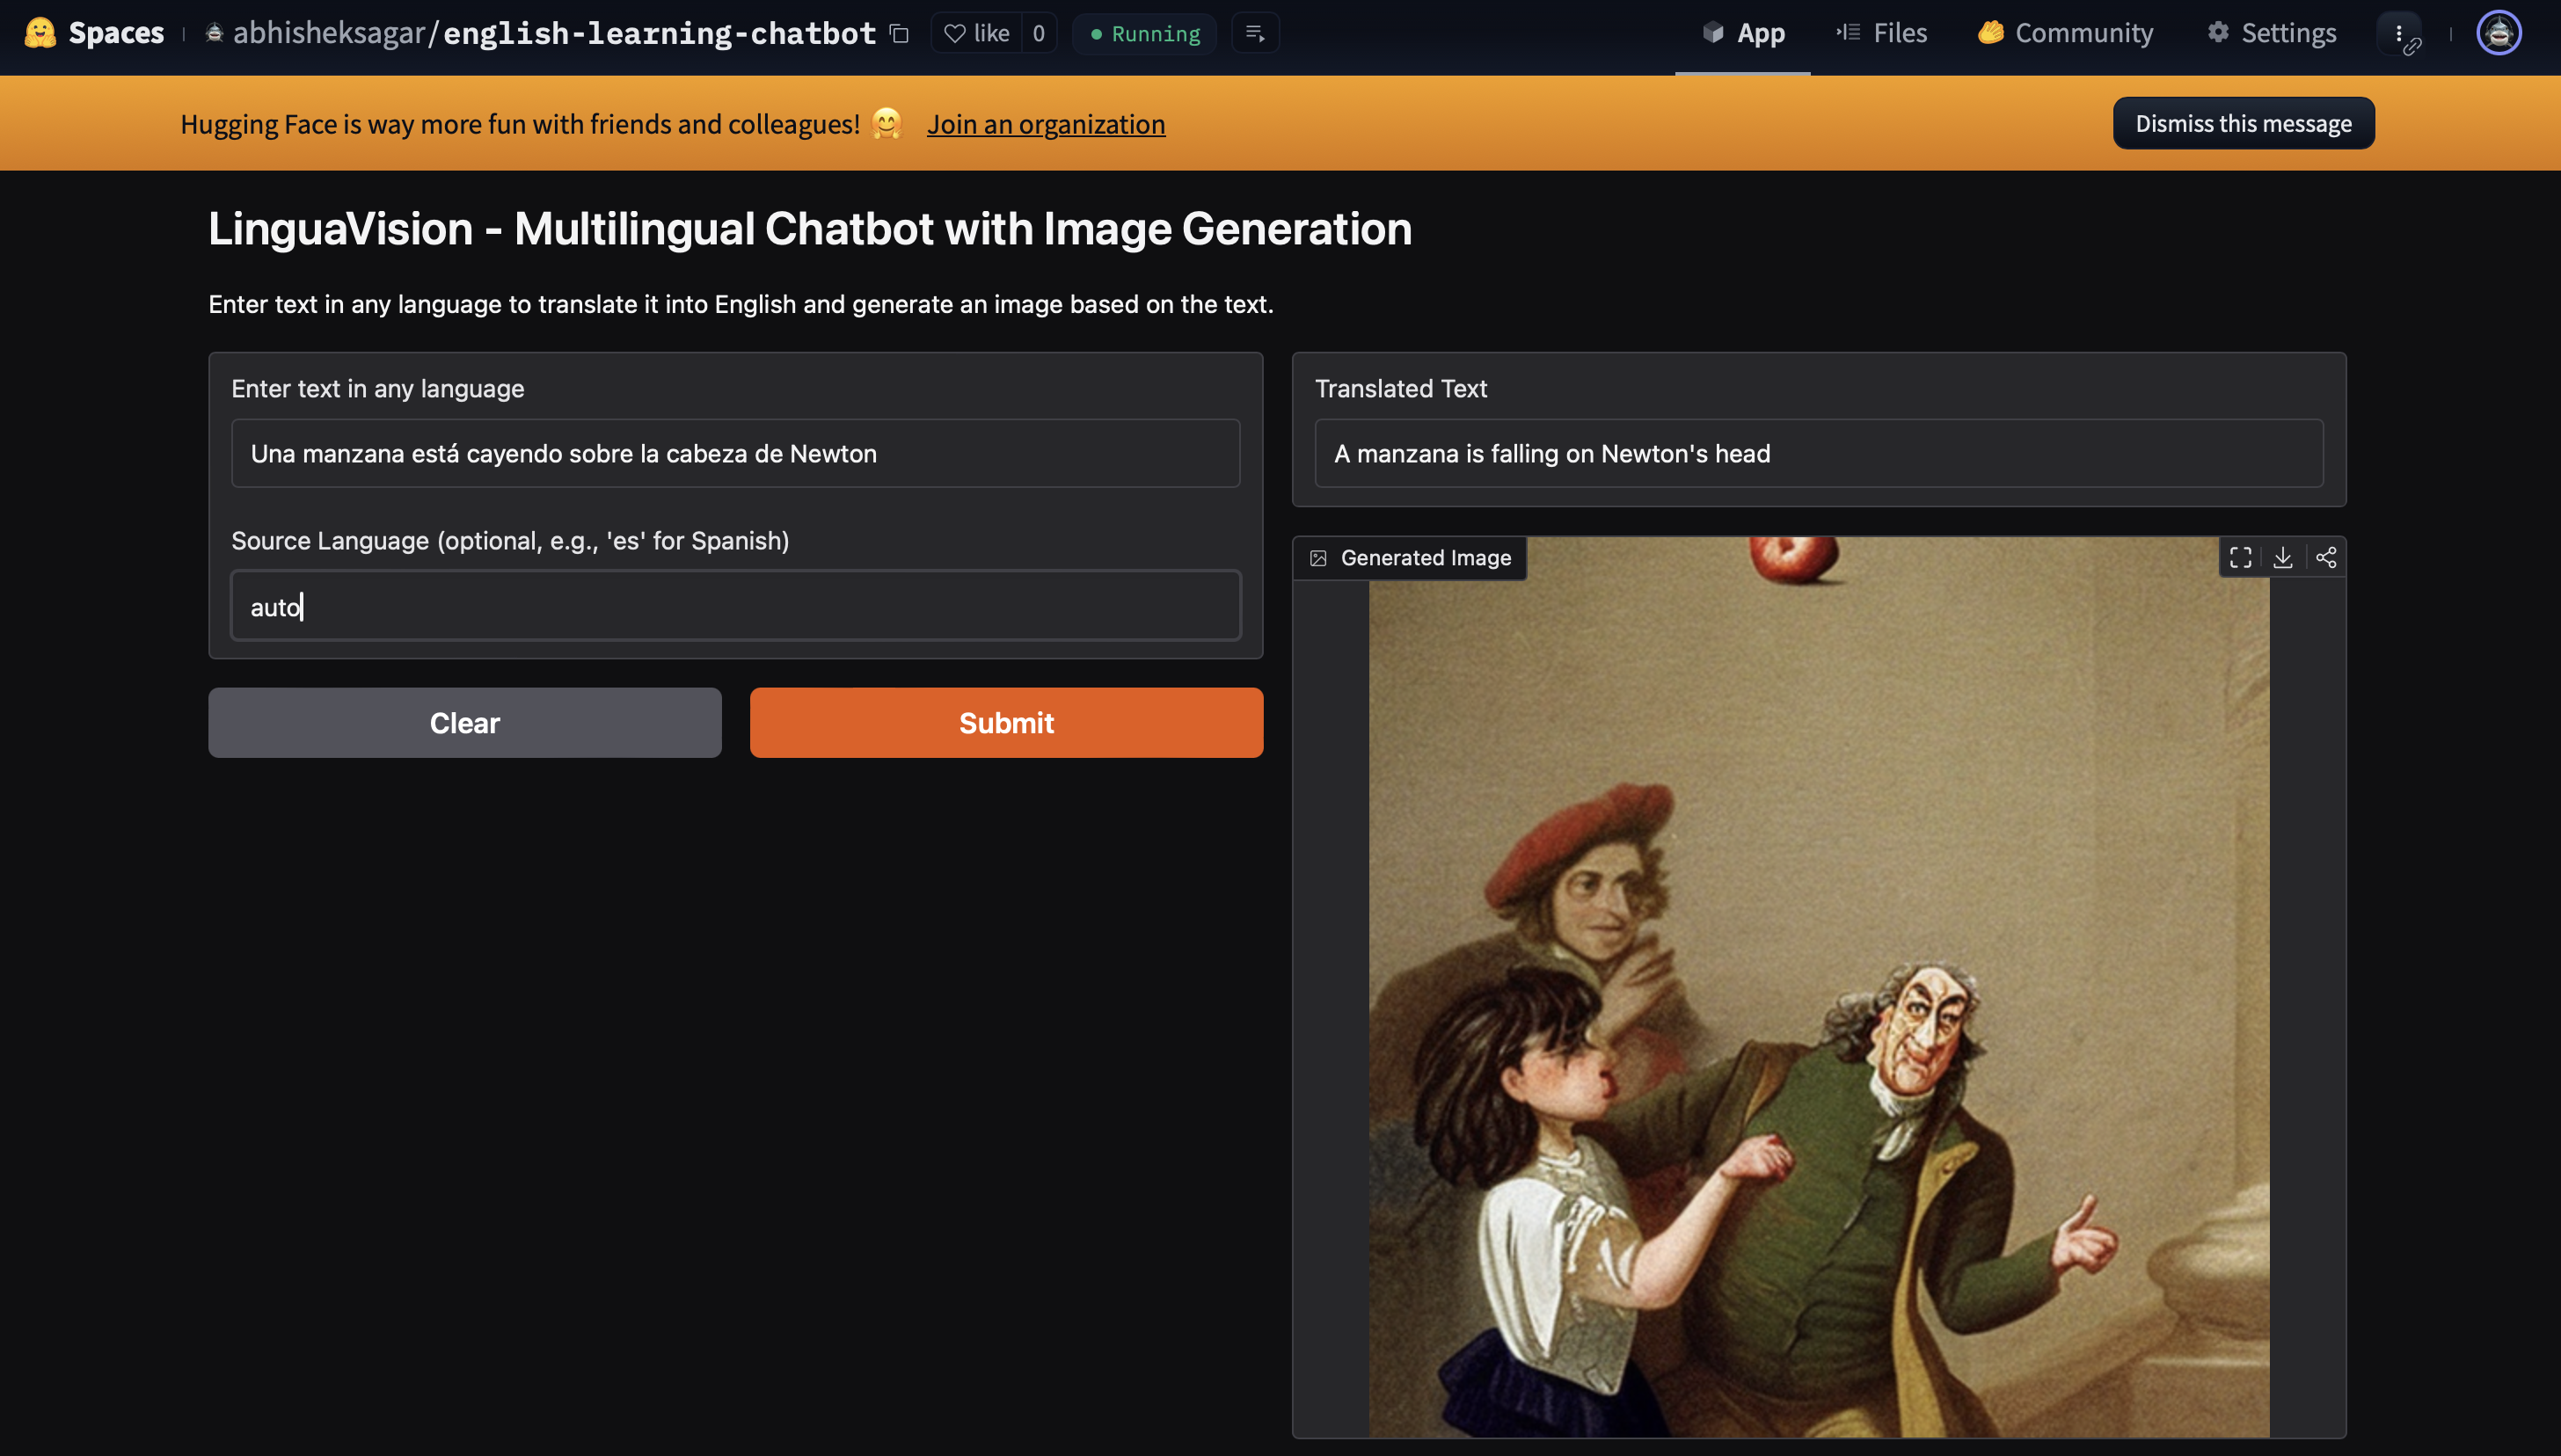 Spaces abhisheksagar/english-learning-chatbot like 0 Running App Files Community Settings
Hugging Face is way more fun with friends and colleagues! 🤗 Join an organization Dismiss this message
LinguaVision - Multilingual Chatbot with Image Generation
Enter text in any language to translate it into English and generate an image based on the text.
Enter text in any language
Una manzana está cayendo sobre la cabeza de Newton
Source Language (optional, e.g., 'es' for Spanish)
auto
Clear Submit
Translated Text
A manzana is falling on Newton's head
Generated Image